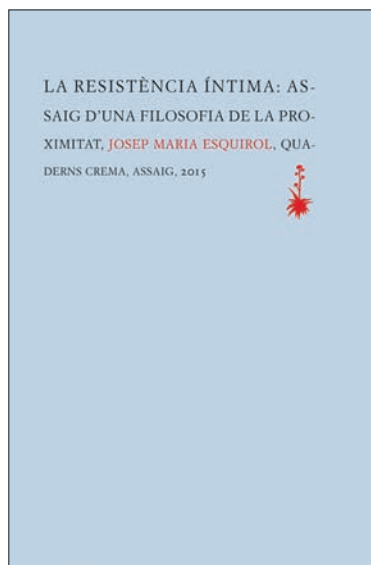 LA RESISTÈNCIA ÍNTIMA: AS-
SAIG D'UNA FILOSOFIA DE LA PRO-
XIMITAT, JOSEP MARIA ESQUIROL, QUA-
DERNS CREMA, ASSAIG, 2015